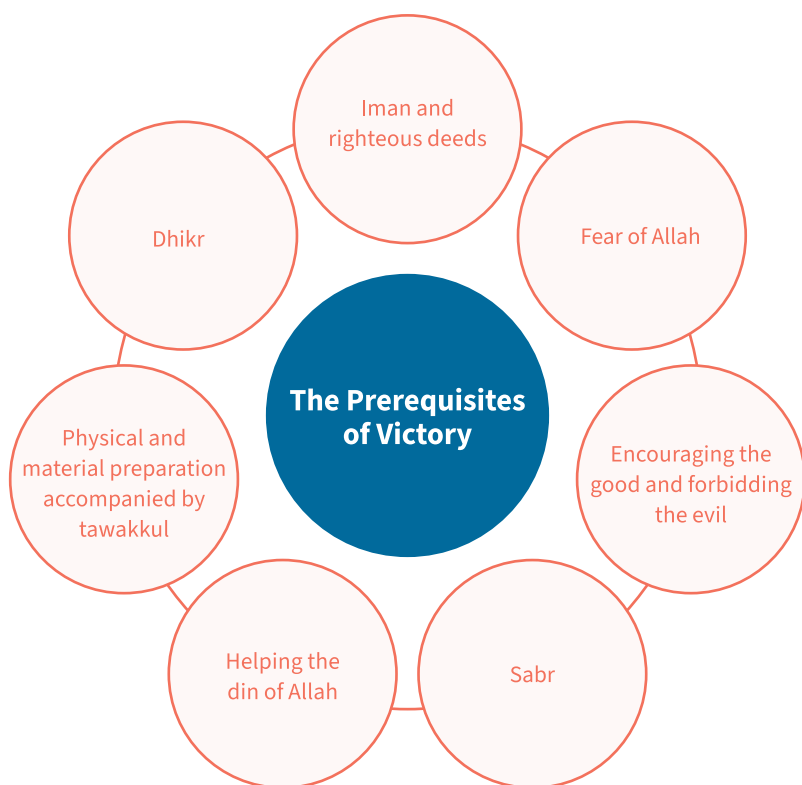 Iman and
righteous deeds
Dhikr
Fear of Allah
The Prerequisites
of Victory
Physical and
material preparation
accompanied by
tawakkul
Encouraging the
good and forbidding
the evil
Helping the
din of Allah
Sabr